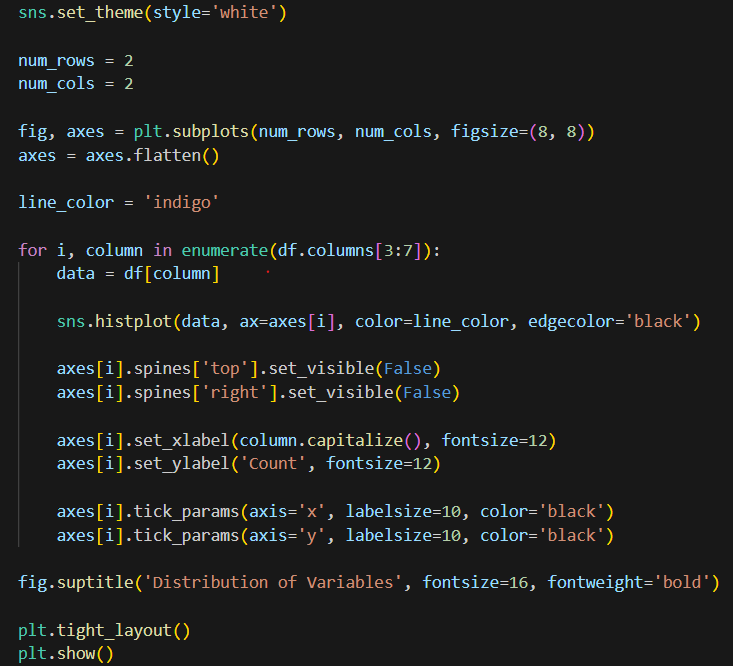 sns.set_theme(style='white')
num_rows = 2
num_cols = 2
fig, axes = plt.subplots(num_rows, num_cols, figsize=(8, 8))
axes = axes.flatten()
line_color = 'indigo'
for i, column in enumerate(df.columns[3:7]):
    data = df[column]
    sns.histplot(data, ax=axes[i], color=line_color, edgecolor='black')
    axes[i].spines['top'].set_visible(False)
    axes[i].spines['right'].set_visible(False)
    axes[i].set_xlabel(column.capitalize(), fontsize=12)
    axes[i].set_ylabel('Count', fontsize=12)
    axes[i].tick_params(axis='x', labelsize=10, color='black')
    axes[i].tick_params(axis='y', labelsize=10, color='black')
fig.suptitle('Distribution of Variables', fontsize=16, fontweight='bold')
plt.tight_layout()
plt.show()